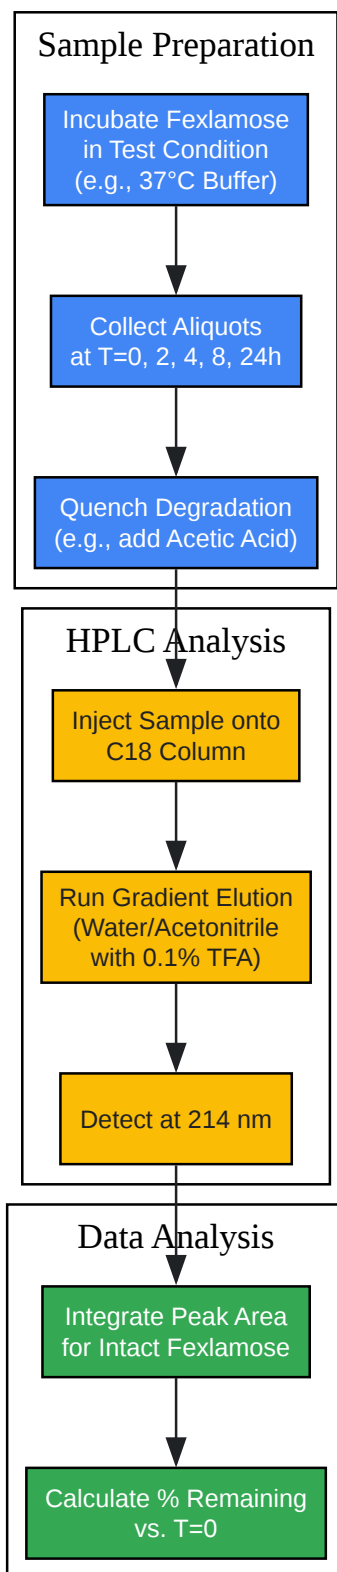 Sample Preparation
Incubate Fexlamose
in Test Condition
(e.g., 37°C Buffer)
Collect Aliquots
at T=0, 2, 4, 8, 24h
Quench Degradation
(e.g., add Acetic Acid)
HPLC Analysis
Inject Sample onto
C18 Column
Run Gradient Elution
(Water/Acetonitrile
with 0.1% TFA)
Detect at 214 nm
Data Analysis
Integrate Peak Area
for Intact Fexlamose
Calculate % Remaining
vs. T=0